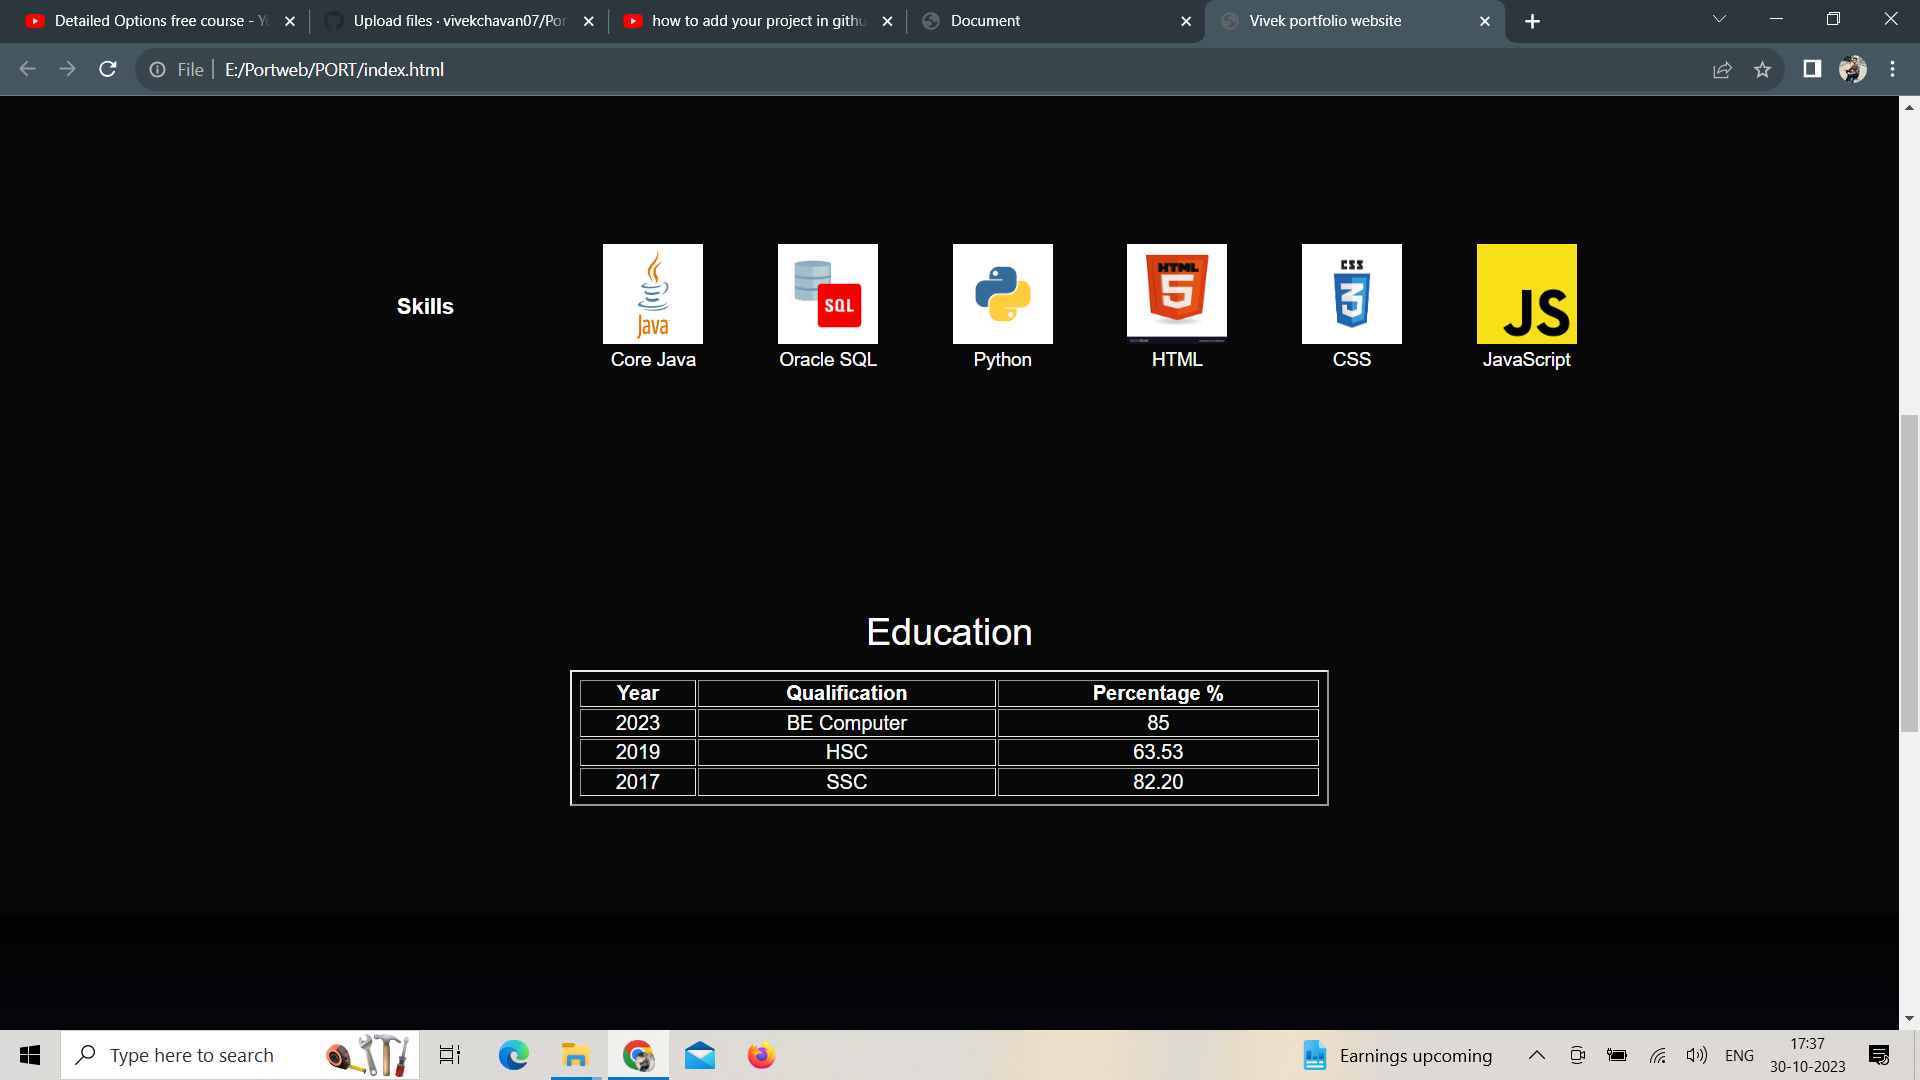 Detailed Options free course - Yo
Upload files · vivekchavan07/Por
how to add your project in githu
Document
Vivek portfolio website
File
E:/Portweb/PORT/index.html
Skills
Java
SQL
HTML
5
CSS
3
JS
Core Java
Oracle SQL
Python
HTML
CSS
JavaScript
Education
Year Qualification Percentage %
2023 BE Computer 85
2019 HSC 63.53
2017 SSC 82.20
Type here to search
Earnings upcoming
ENG
17:37
30-10-2023